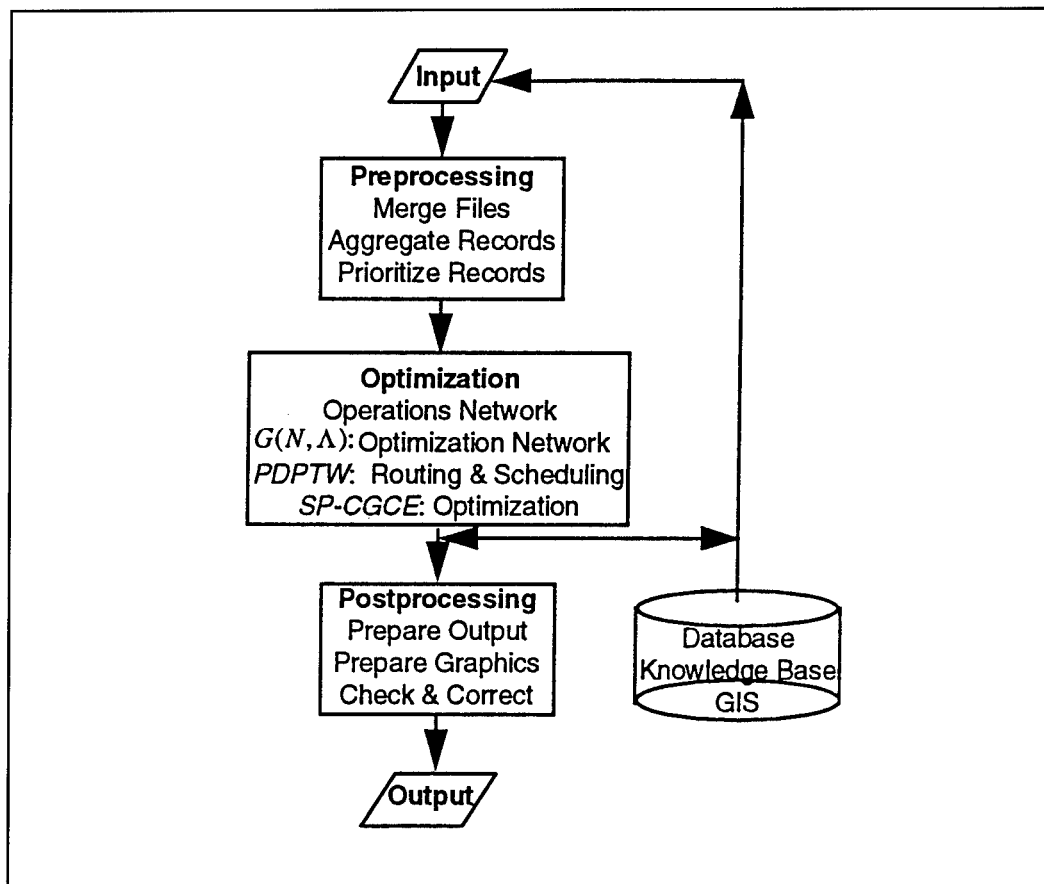 Input
Preprocessing
Merge Files
Aggregate Records
Prioritize Records
Optimization
Operations Network
G(N,Λ): Optimization Network
PDPTW: Routing & Scheduling
SP-CGCE: Optimization
Postprocessing
Prepare Output
Prepare Graphics
Check & Correct
Database
Knowledge Base
GIS
Output